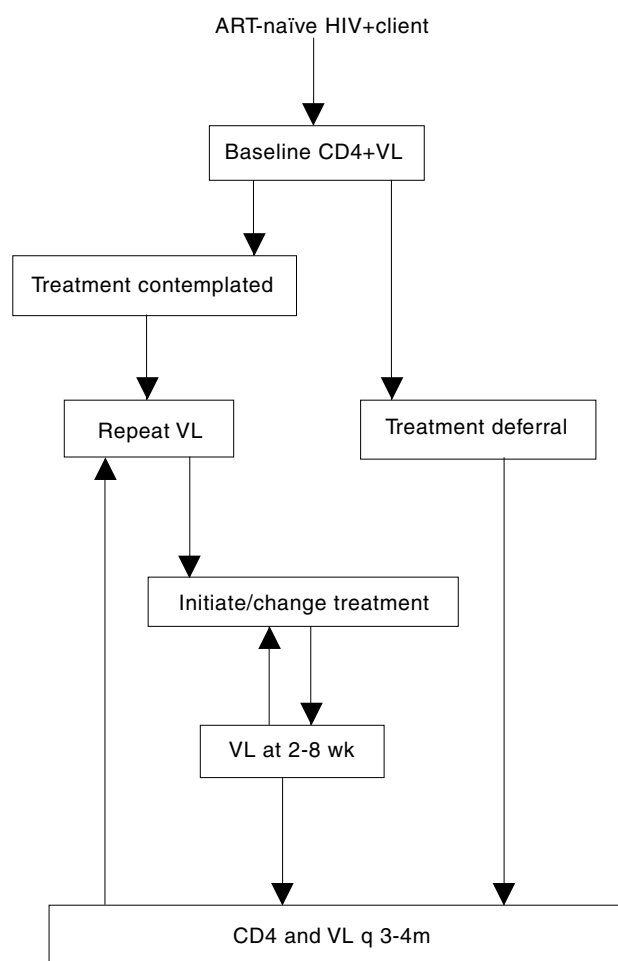 ART-naïve HIV+client
Baseline CD4+VL
Treatment contemplated
Repeat VL
Treatment deferral
Initiate/change treatment
VL at 2-8 wk
CD4 and VL q 3-4m